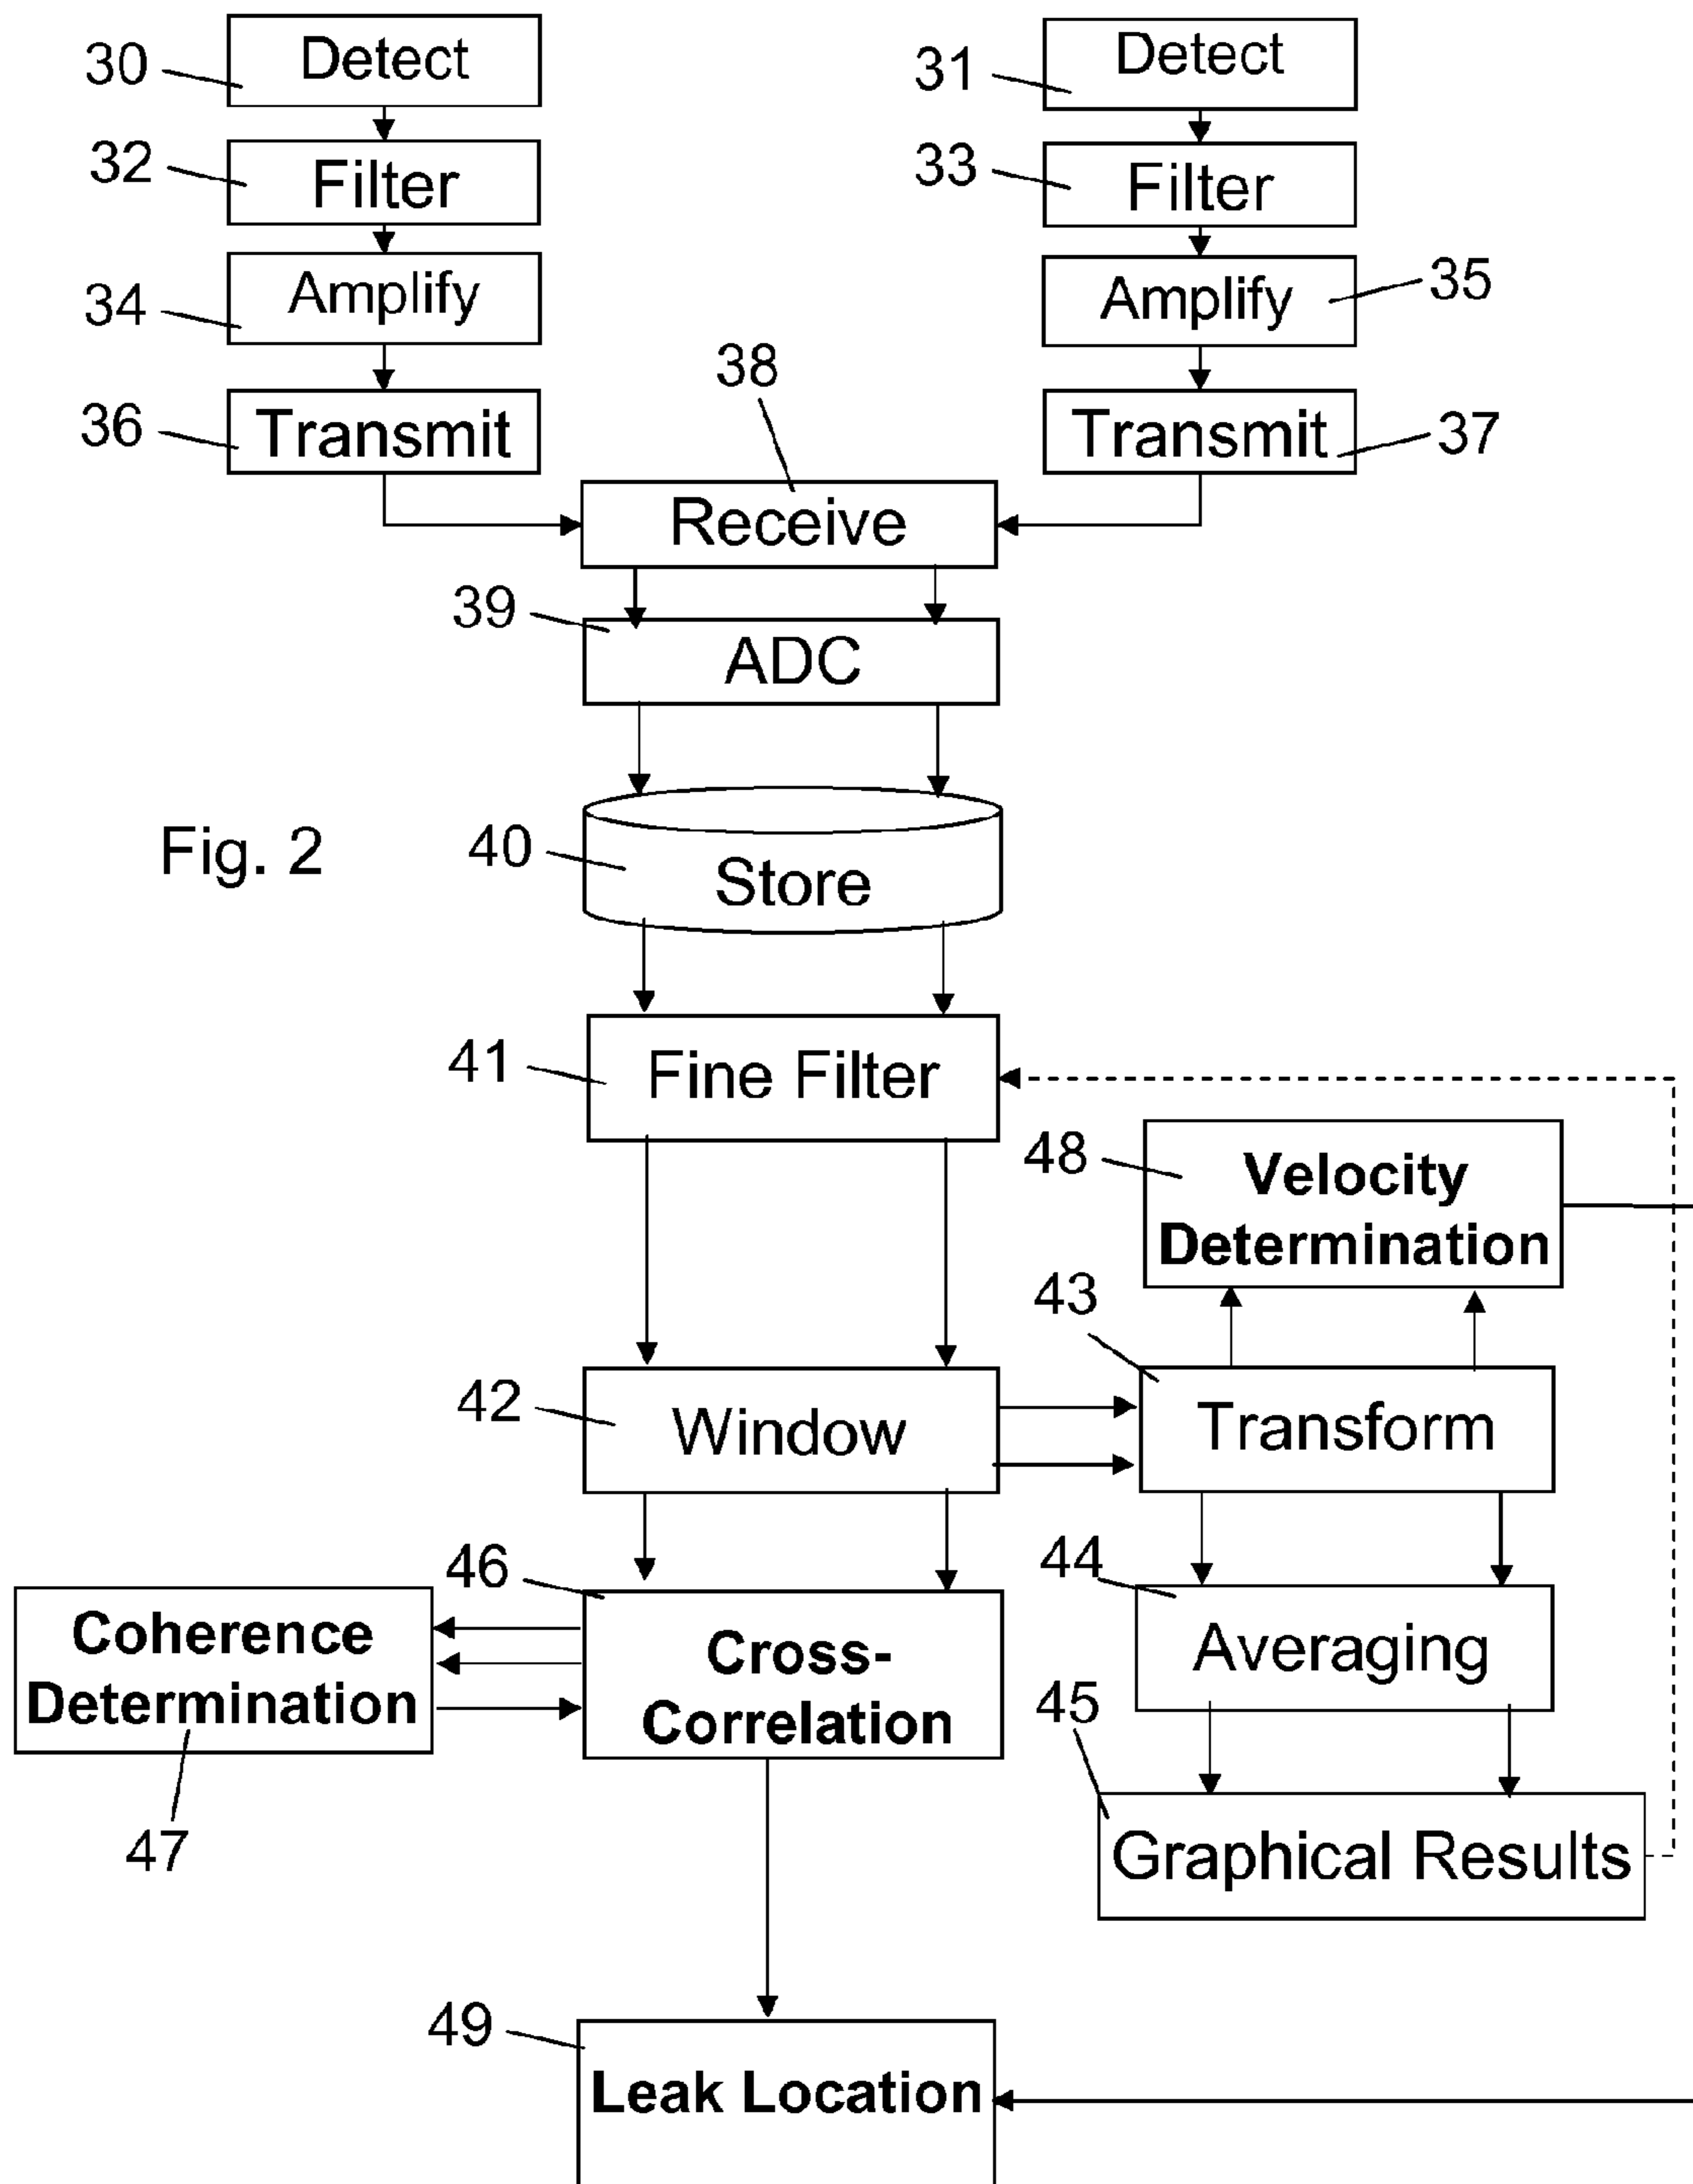 30
Detect
31
Detect
32
Filter
33
Filter
34
Amplify
Amplify
35
38
36
Transmit
Transmit
37
Receive
39
ADC
Fig. 2
40
Store
41
Fine Filter
48
Velocity
Determination
43
42
Window
Transform
46
44
Coherence
Determination
Cross-
Correlation
Averaging
45
47
Graphical Results
49
Leak Location